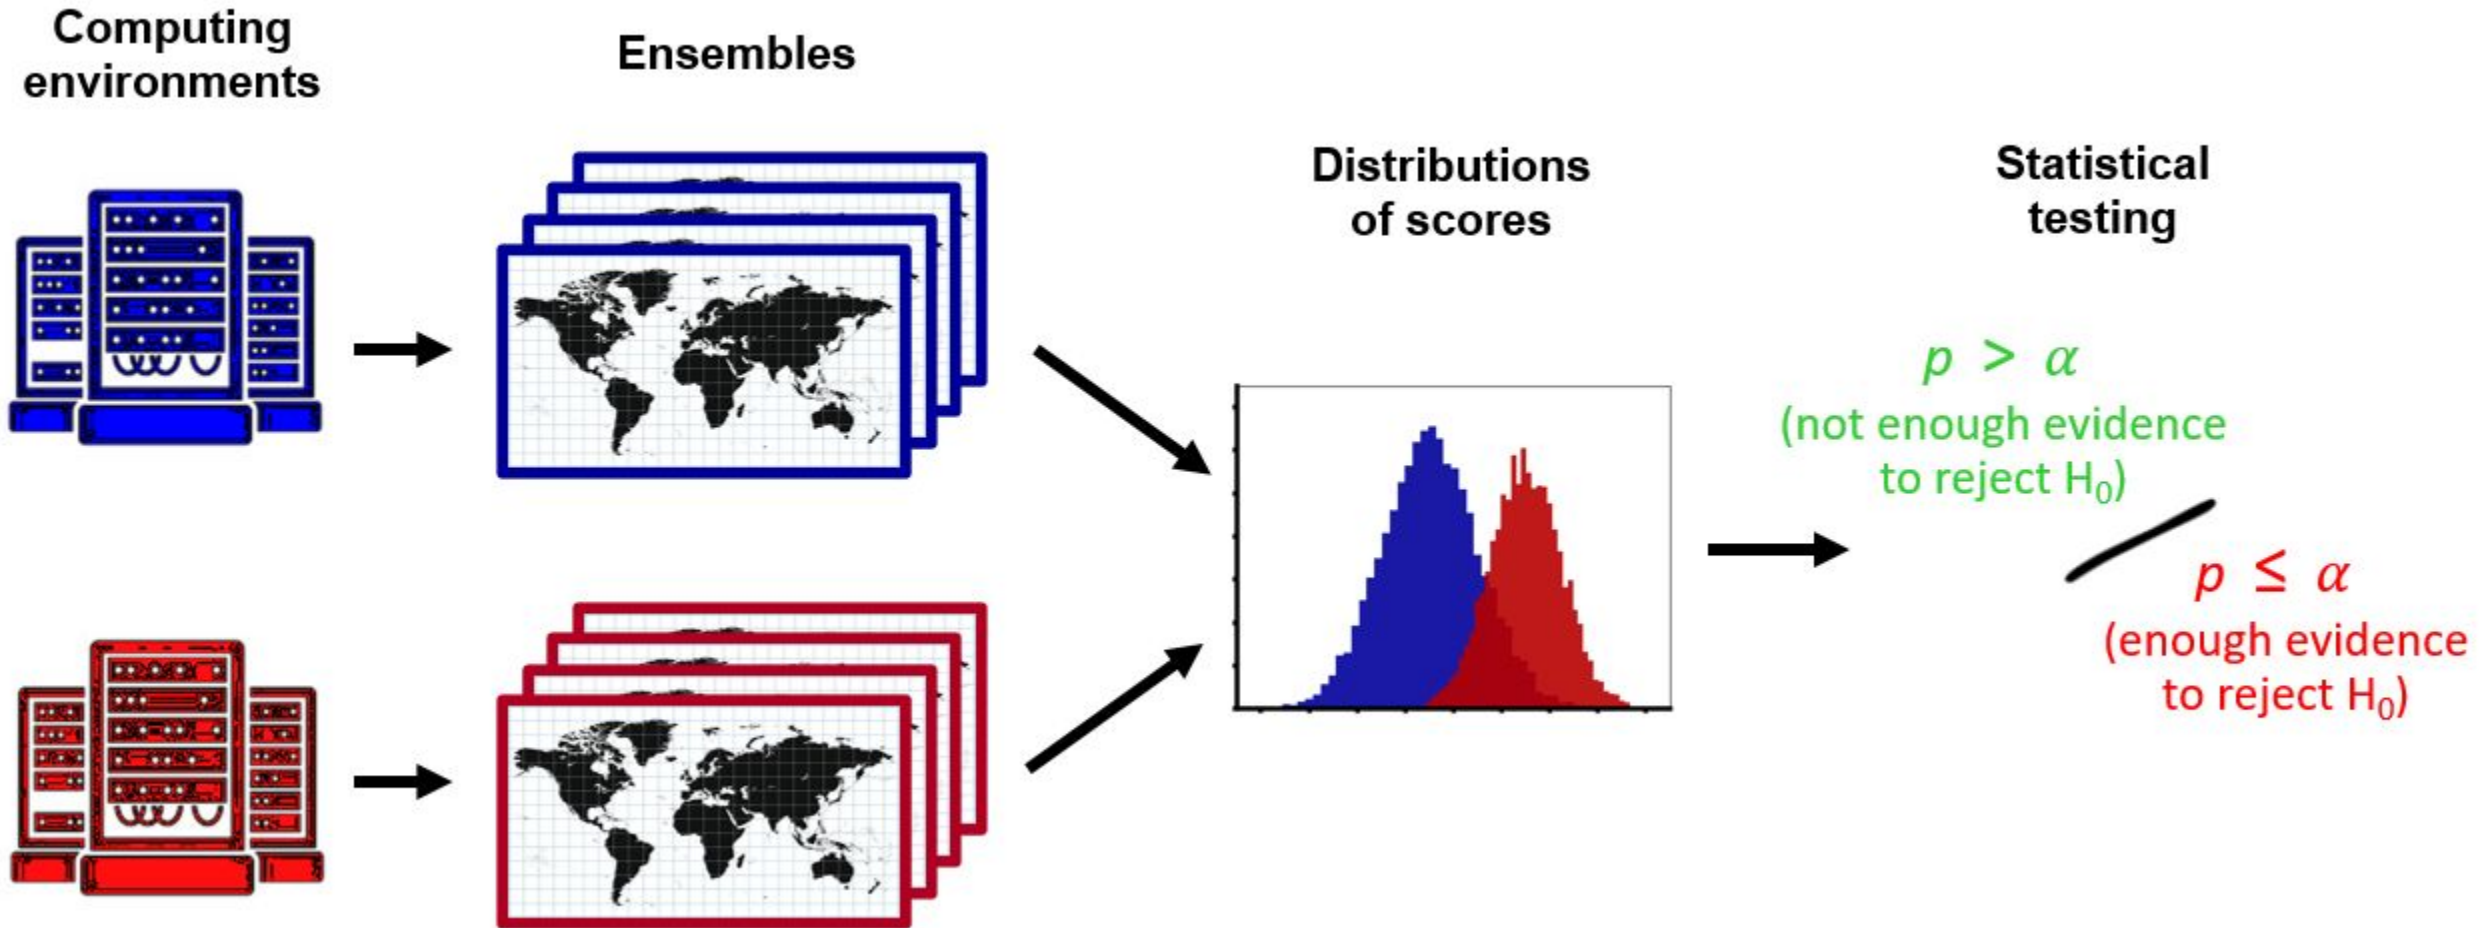 Computing
environments
Ensembles
Distributions
of scores
Statistical
testing
p > α
(not enough evidence
to reject H₀)
p ≤ α
(enough evidence
to reject H₀)